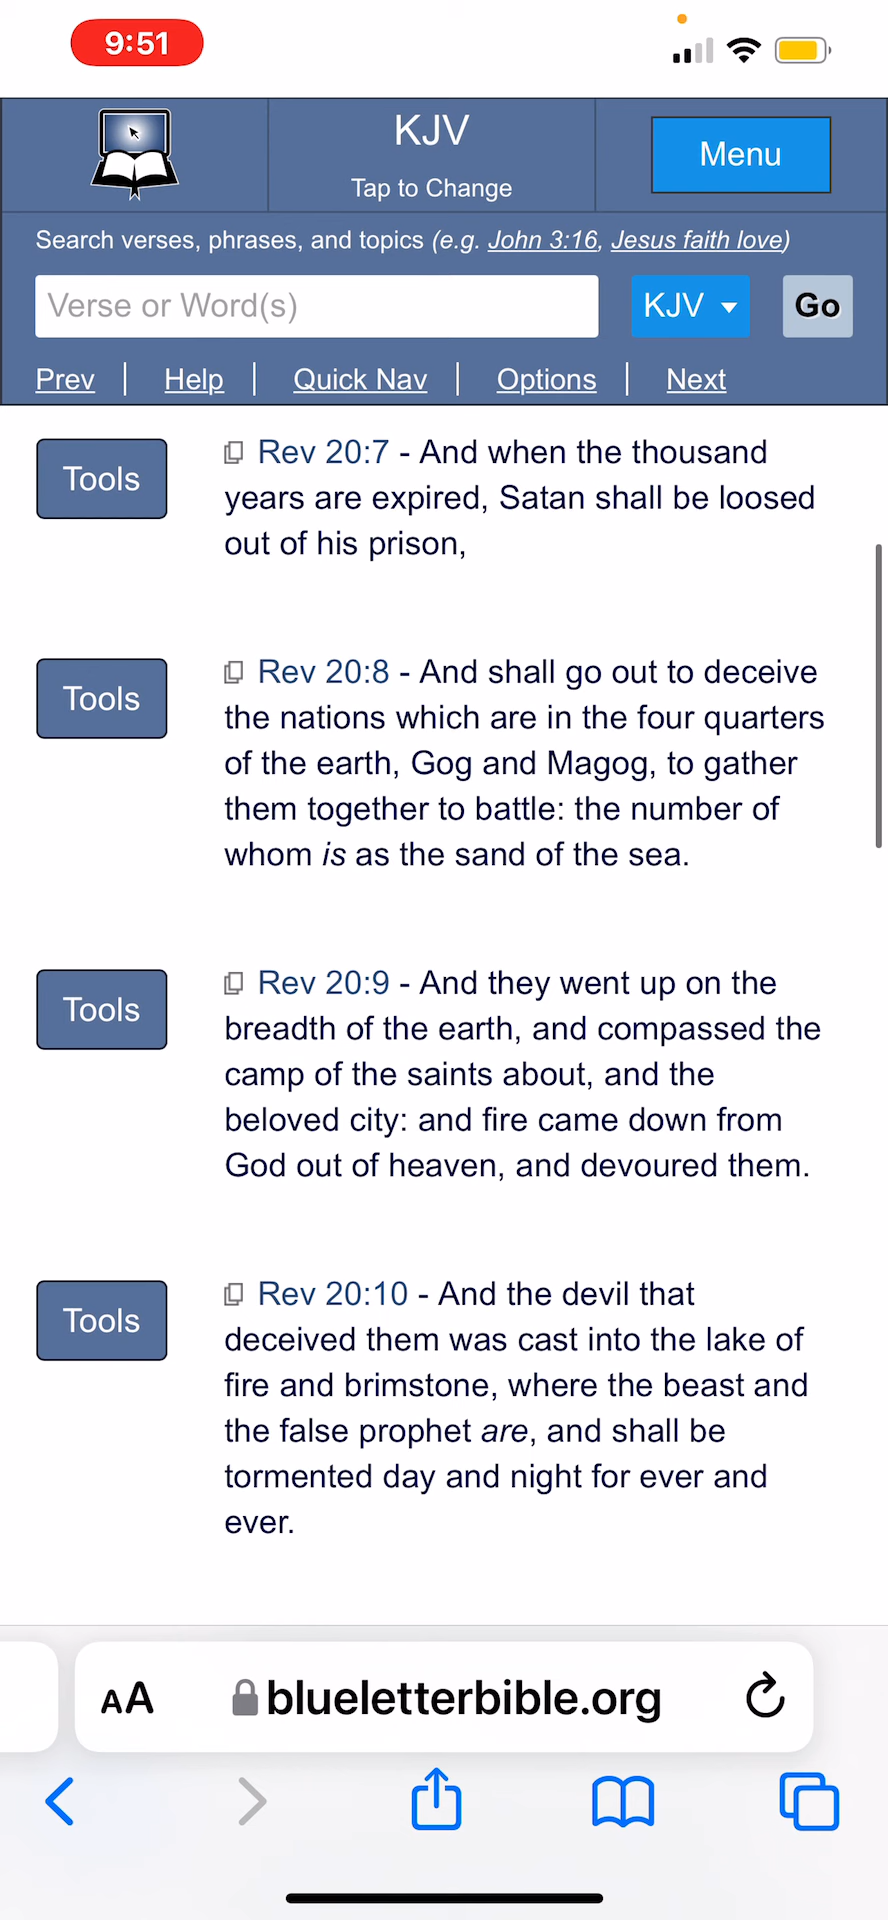 9:51
KJV
Tap to Change
Menu
Search verses, phrases, and topics (e.g. John 3:16, Jesus faith love)
Verse or Word(s)
KJV
Go
Prev | Help | Quick Nav | Options | Next
Tools
Rev 20:7 - And when the thousand
years are expired, Satan shall be loosed
out of his prison,
Tools
Rev 20:8 - And shall go out to deceive
the nations which are in the four quarters
of the earth, Gog and Magog, to gather
them together to battle: the number of
whom is as the sand of the sea.
Tools
Rev 20:9 - And they went up on the
breadth of the earth, and compassed the
camp of the saints about, and the
beloved city: and fire came down from
God out of heaven, and devoured them.
Tools
Rev 20:10 - And the devil that
deceived them was cast into the lake of
fire and brimstone, where the beast and
the false prophet are, and shall be
tormented day and night for ever and
ever.
AA
blueletterbible.org